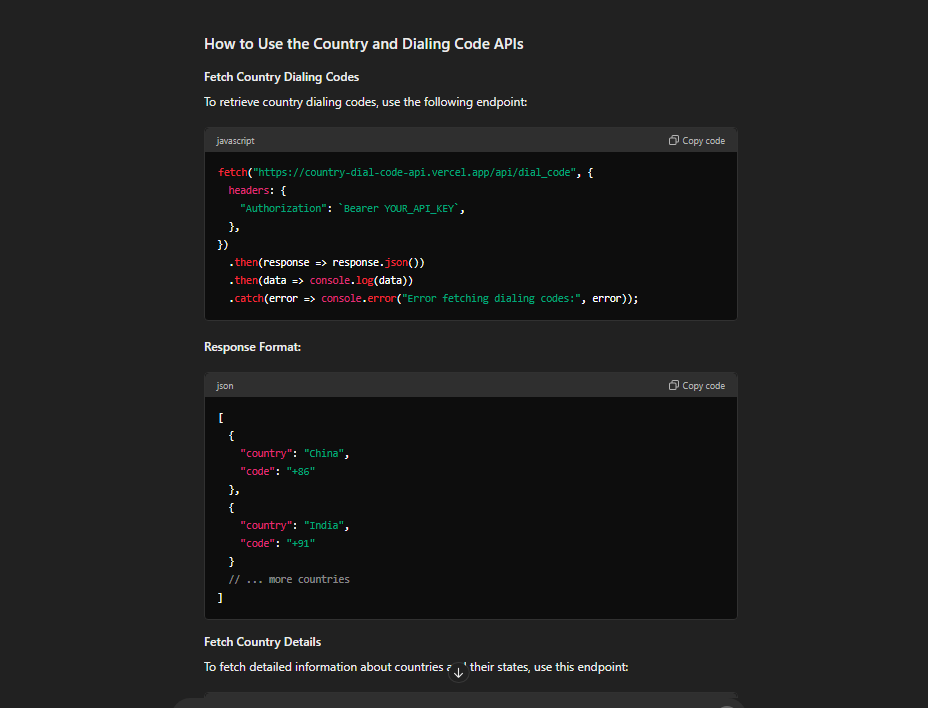 How to Use the Country and Dialing Code APIs
Fetch Country Dialing Codes
To retrieve country dialing codes, use the following endpoint:
javascript
Copy code
fetch("https://country-dial-code-api.vercel.app/api/dial_code", {
  headers: {
    "Authorization": `Bearer YOUR_API_KEY`,
  },
})
  .then(response => response.json())
  .then(data => console.log(data))
  .catch(error => console.error("Error fetching dialing codes:", error));
Response Format:
json
Copy code
[
  {
    "country": "China",
    "code": "+86"
  },
  {
    "country": "India",
    "code": "+91"
  }
  // ... more countries
]
Fetch Country Details
To fetch detailed information about countries their states, use this endpoint: